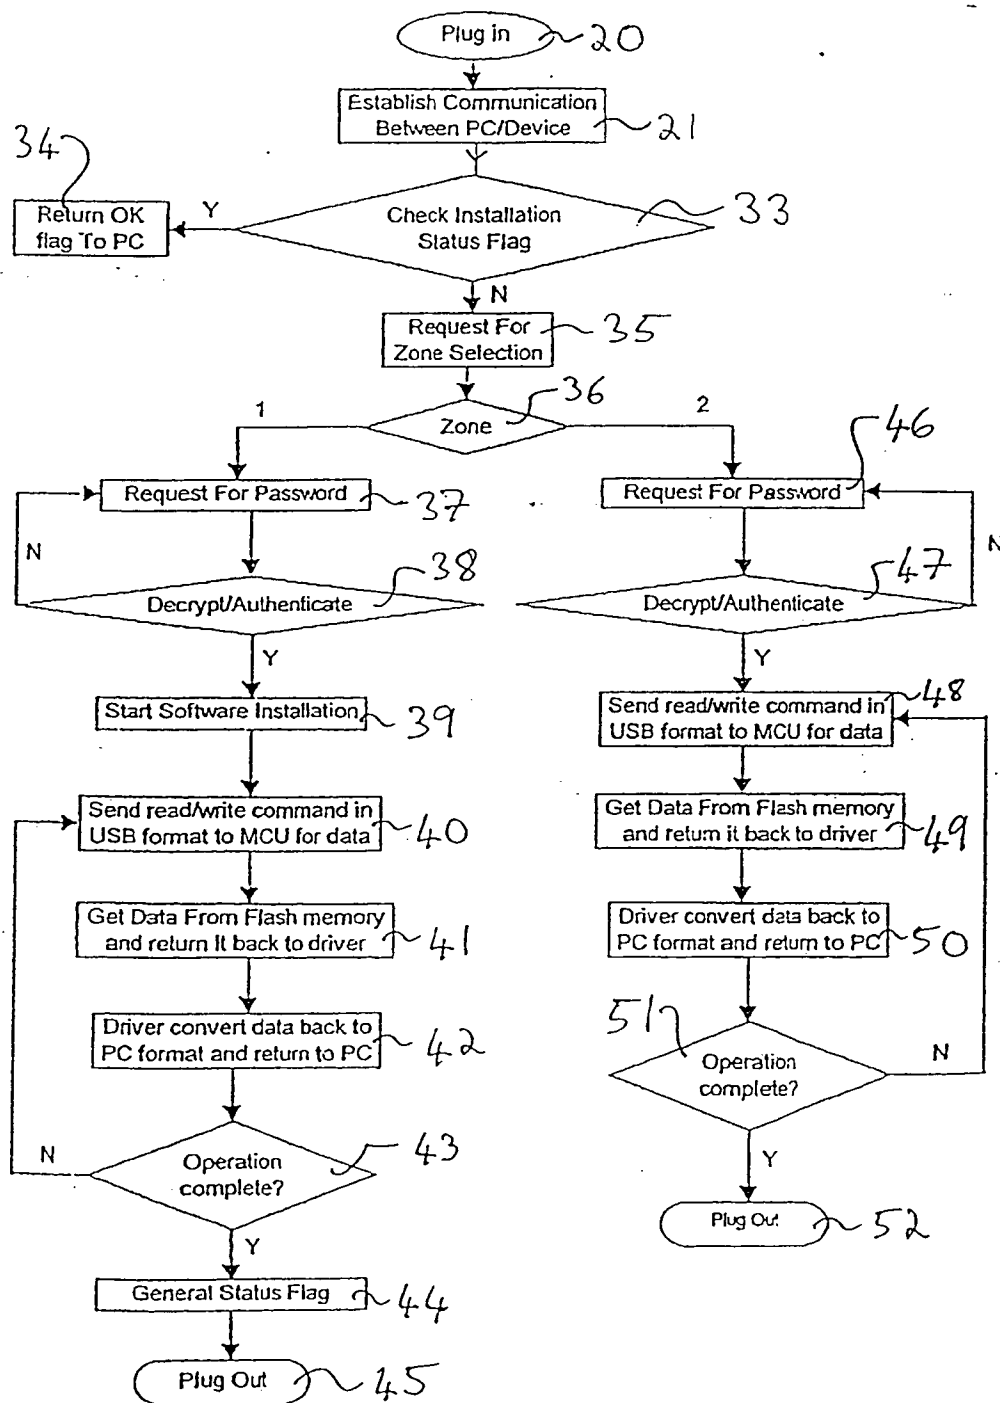 Plug in
20
Establish Communication
Between PC/Device
21
34
Return OK
flag To PC
Y
Check Installation
Status Flag
33
N
Request For
Zone Selection
35
1
Zone
36
2
Request For Password
37
N
Decrypt/Authenticate
38
Y
Start Software Installation
39
Send read/write command in
USB format to MCU for data
40
Get Data From Flash memory
and return It back to driver
41
Driver convert data back to
PC format and return to PC
42
N
Operation
complete?
43
Y
General Status Flag
44
Plug Out
45
Request For Password
46
N
Decrypt/Authenticate
47
Y
Send read/write command in
USB format to MCU for data
48
Get Data From Flash memory
and return it back to driver
49
Driver convert data back to
PC format and return to PC
50
51
Operation
complete?
N
Y
Plug Out
52